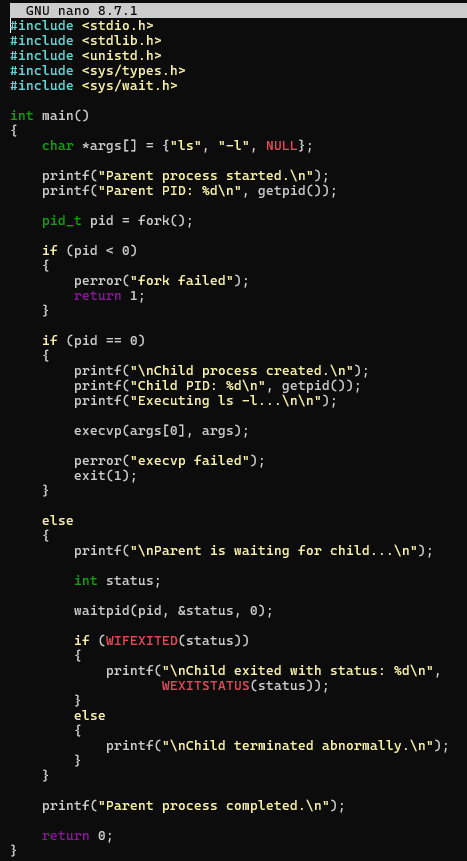 GNU nano 8.7.1
#include <stdio.h>
#include <stdlib.h>
#include <unistd.h>
#include <sys/types.h>
#include <sys/wait.h>

int main()
{
    char *args[] = {"ls", "-l", NULL};

    printf("Parent process started.\n");
    printf("Parent PID: %d\n", getpid());

    pid_t pid = fork();

    if (pid < 0)
    {
        perror("fork failed");
        return 1;
    }

    if (pid == 0)
    {
        printf("\nChild process created.\n");
        printf("Child PID: %d\n", getpid());
        printf("Executing ls -l...\n\n");

        execvp(args[0], args);

        perror("execvp failed");
        exit(1);
    }

    else
    {
        printf("\nParent is waiting for child...\n");

        int status;

        waitpid(pid, &status, 0);

        if (WIFEXITED(status))
        {
            printf("\nChild exited with status: %d\n",
                   WEXITSTATUS(status));
        }
        else
        {
            printf("\nChild terminated abnormally.\n");
        }
    }

    printf("Parent process completed.\n");

    return 0;
}